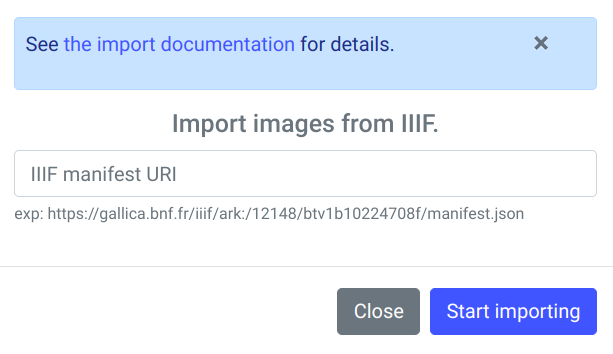 See the import documentation for details. ×
Import images from IIIF.
IIIF manifest URI
exp: https://gallica.bnf.fr/iiif/ark:/12148/btv1b10224708f/manifest.json
Close Start importing